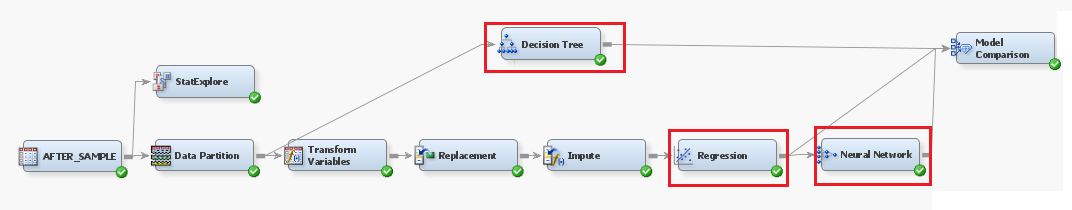 Decision Tree
Model
Comparison
StatExplore
AFTER_SAMPLE
Data Partition
Transform
Variables
Replacement
Impute
Regression
Neural Network